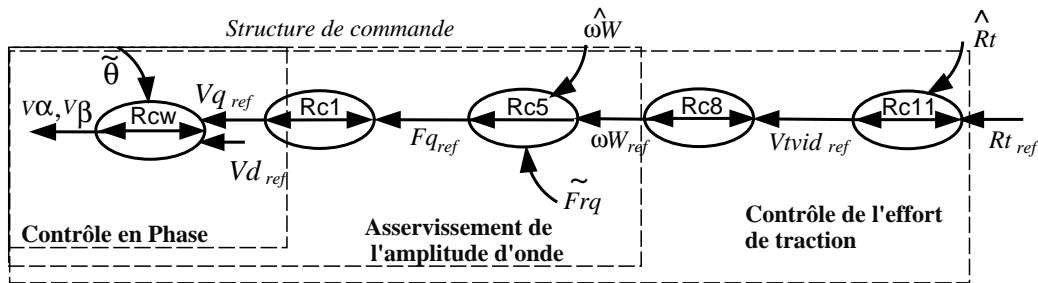 Structure de commande
ω̂W
R̂t
θ̃
Vα, Vβ
Rcw
Vq ref
Rc1
Rc5
Rc8
Rc11
Fq ref
ωW ref
Vtvid ref
Rt ref
Vd ref
F̃rq
Contrôle en Phase
Asservissement de
l'amplitude d'onde
Contrôle de l'effort
de traction